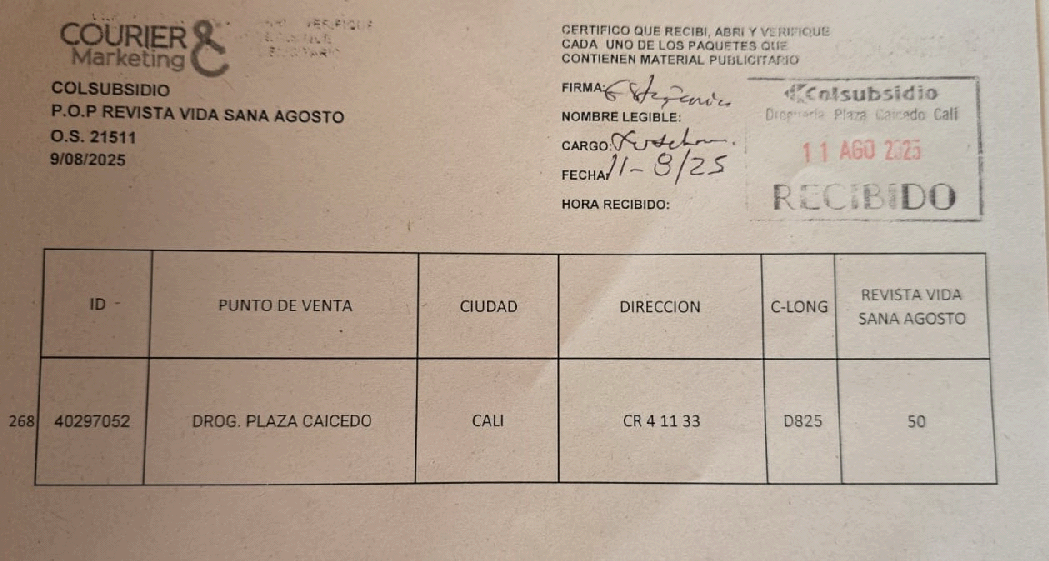 COURIER &
Marketing
COLSUBSIDIO
P.O.P REVISTA VIDA SANA AGOSTO
O.S. 21511
9/08/2025
CERTIFICO QUE RECIBI, ABRI Y VERIFIQUE
CADA UNO DE LOS PAQUETES QUE
CONTIENEN MATERIAL PUBLICITARIO
FIRMA:
NOMBRE LEGIBLE:
CARGO:
FECHA: 11-8/25
HORA RECIBIDO:
Colsubsidio
Droguería Plaza Caicedo Cali
11 AGO 2025
RECIBIDO
ID - PUNTO DE VENTA CIUDAD DIRECCION C-LONG REVISTA VIDA
SANA AGOSTO
268 40297052 DROG. PLAZA CAICEDO CALI CR 4 11 33 D825 50